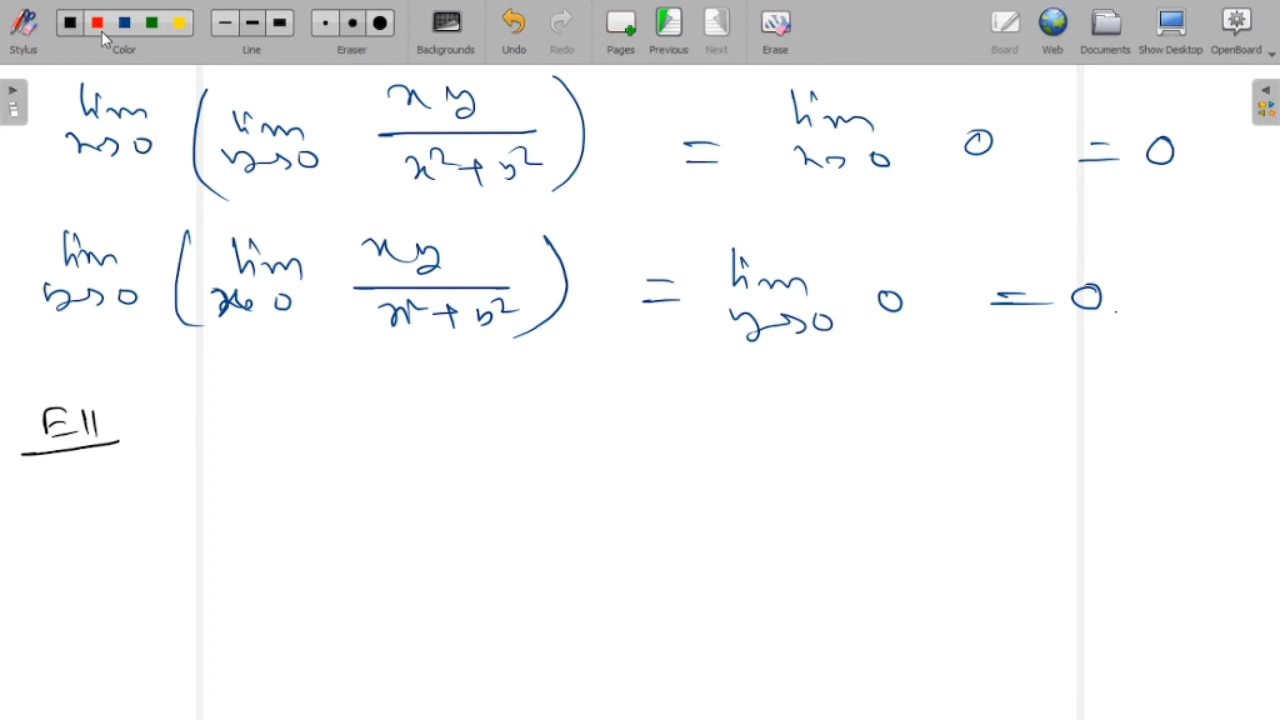 Stylus Color Line Eraser Backgrounds Undo Redo Pages Previous Next Erase Board Web Documents Show Desktop OpenBoard
lim x→0 ( lim y→0 xy / x²+y² ) = lim x→0 0 = 0
lim y→0 ( lim x→0 xy / x²+y² ) = lim y→0 0 = 0.
E11